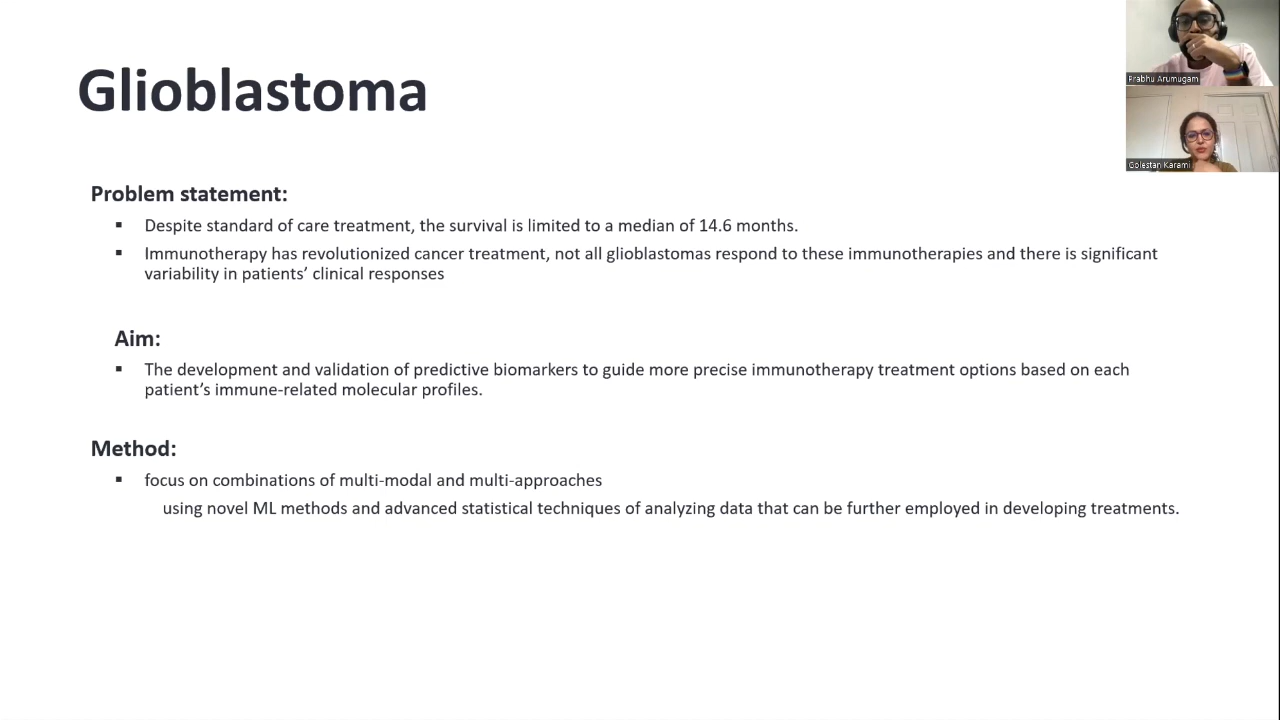 Glioblastoma
Prabhu Arumugam
Golestan Karami
Problem statement:
▪ Despite standard of care treatment, the survival is limited to a median of 14.6 months.
▪ Immunotherapy has revolutionized cancer treatment, not all glioblastomas respond to these immunotherapies and there is significant
variability in patients’ clinical responses
Aim:
▪ The development and validation of predictive biomarkers to guide more precise immunotherapy treatment options based on each
patient’s immune-related molecular profiles.
Method:
▪ focus on combinations of multi-modal and multi-approaches
using novel ML methods and advanced statistical techniques of analyzing data that can be further employed in developing treatments.